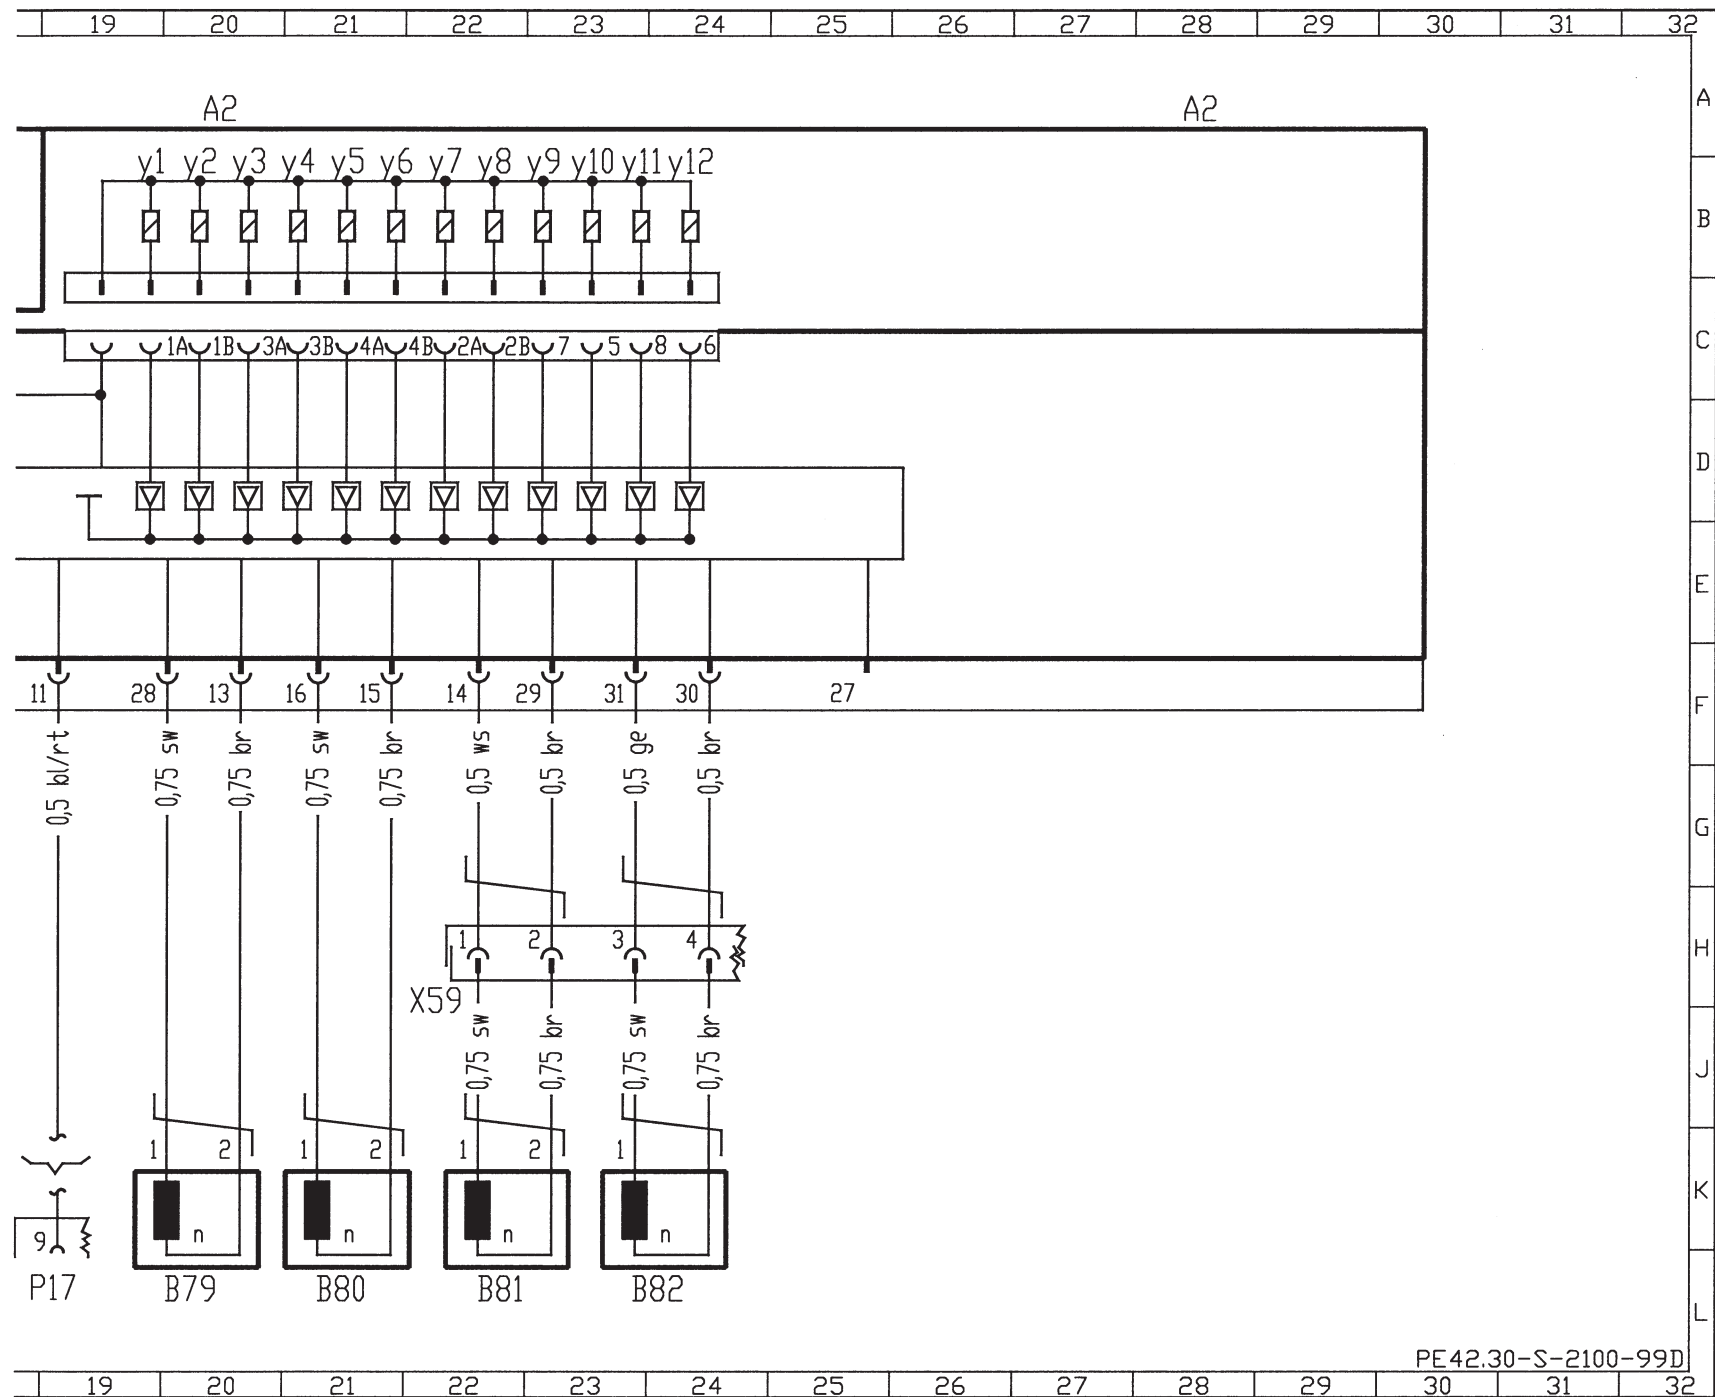 19 20 21 22 23 24 25 26 27 28 29 30 31 32
A
A2 A2
y1 y2 y3 y4 y5 y6 y7 y8 y9 y10 y11 y12
B
1A 1B 3A 3B 4A 4B 2A 2B 7 5 8 6
C
D
E
11 28 13 16 15 14 29 31 30 27
F
0,5 bl/rt
0,75 sw
0,75 br
0,75 sw
0,75 br
0,5 ws
0,5 br
0,5 ge
0,5 br
G
1 2 3 4
H
X59
0,75 sw
0,75 br
0,75 sw
0,75 br
J
1 2 1 2 1 2 1
K
9 n n n n
P17 B79 B80 B81 B82
L
PE42.30-S-2100-99D
19 20 21 22 23 24 25 26 27 28 29 30 31 32